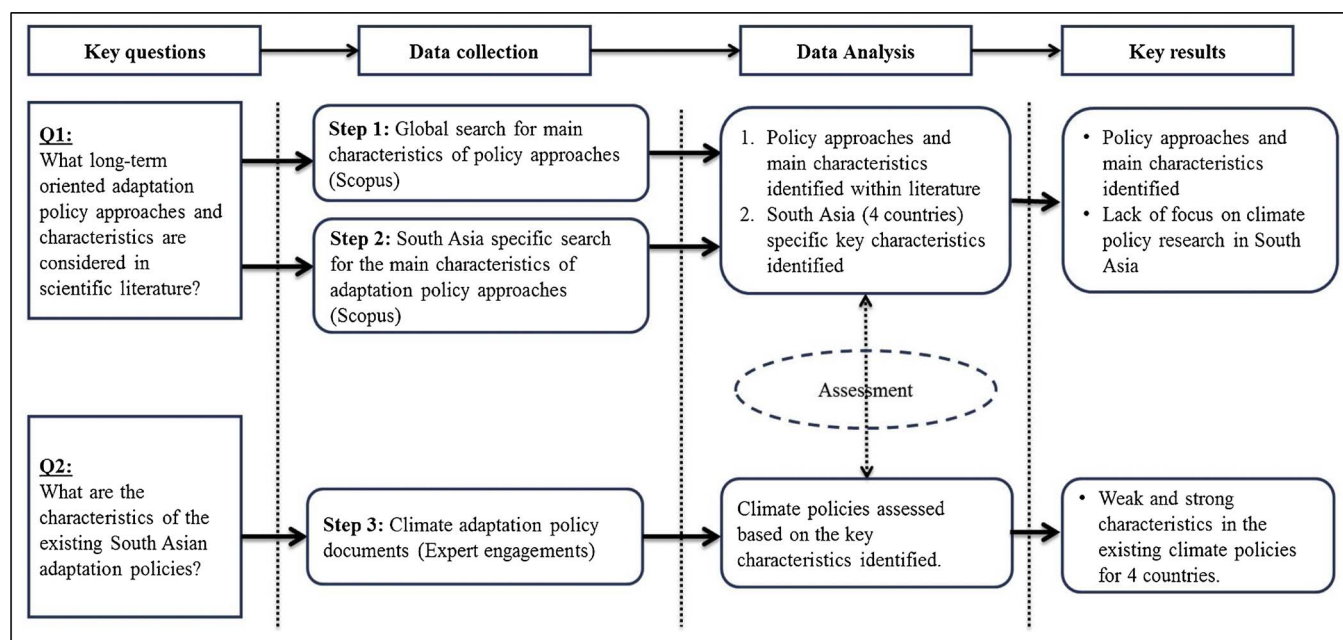 Key questions
Data collection
Data Analysis
Key results
Q1:
What long-term
oriented adaptation
policy approaches and
characteristics are
considered in
scientific literature?
Step 1: Global search for main
characteristics of policy approaches
(Scopus)
Step 2: South Asia specific search
for the main characteristics of
adaptation policy approaches
(Scopus)
1. Policy approaches and
main characteristics
identified within literature
2. South Asia (4 countries)
specific key characteristics
identified
• Policy approaches and
main characteristics
identified
• Lack of focus on climate
policy research in South
Asia
Assessment
Q2:
What are the
characteristics of the
existing South Asian
adaptation policies?
Step 3: Climate adaptation policy
documents (Expert engagements)
Climate policies assessed
based on the key
characteristics identified.
• Weak and strong
characteristics in the
existing climate policies
for 4 countries.